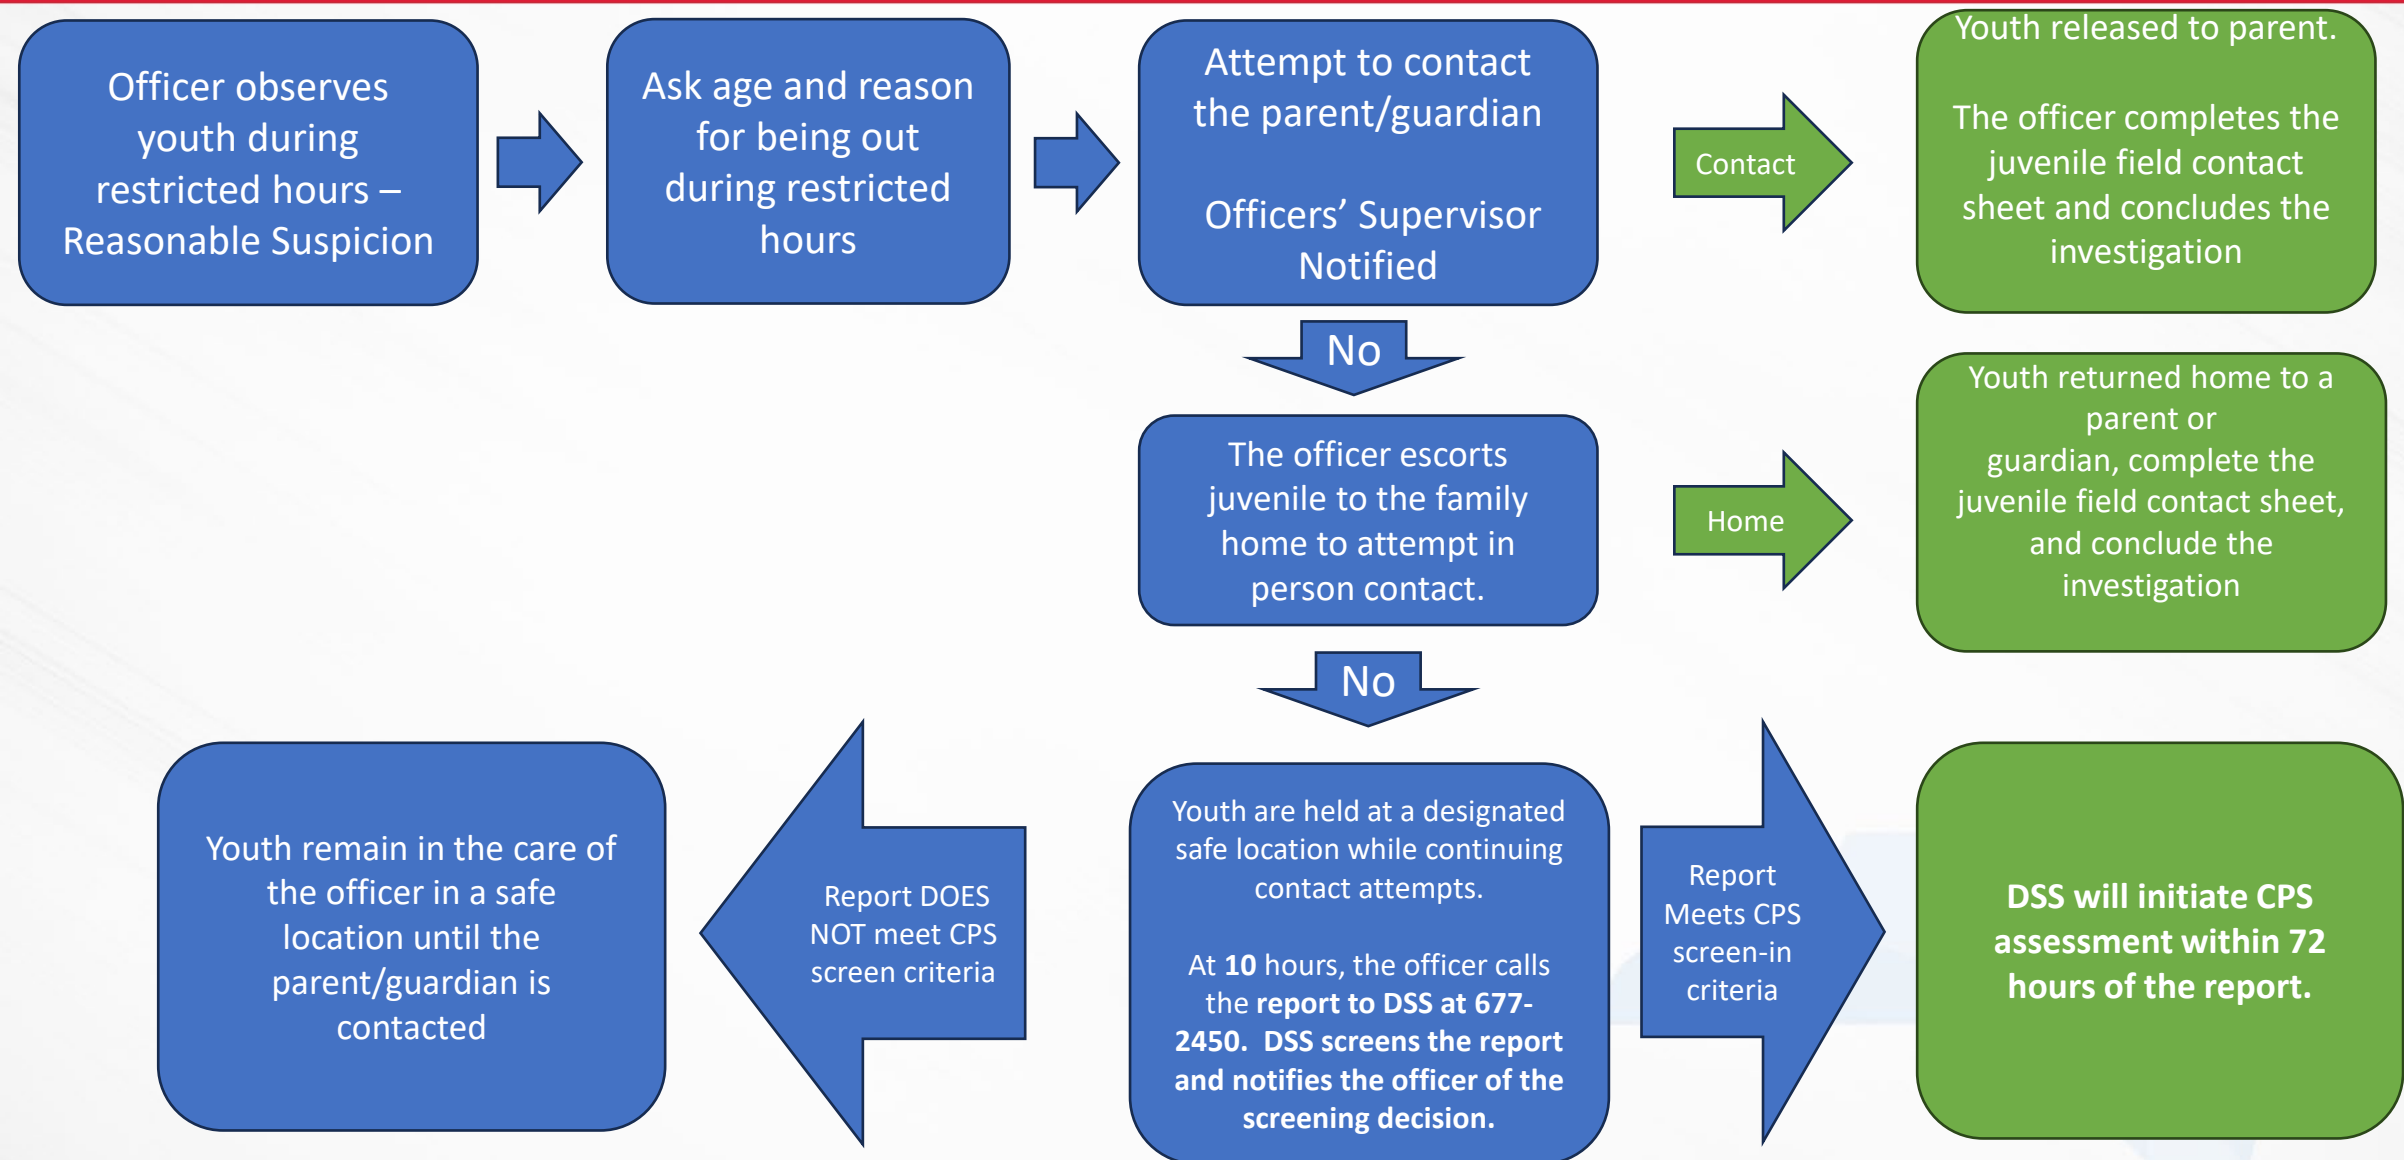 Officer observes
youth during
restricted hours –
Reasonable Suspicion
Ask age and reason
for being out
during restricted
hours
Attempt to contact
the parent/guardian
Officers’ Supervisor
Notified
Contact
Youth released to parent.
The officer completes the
juvenile field contact
sheet and concludes the
investigation
No
The officer escorts
juvenile to the family
home to attempt in
person contact.
Home
Youth returned home to a
parent or
guardian, complete the
juvenile field contact sheet,
and conclude the
investigation
No
Youth are held at a designated
safe location while continuing
contact attempts.
At 10 hours, the officer calls
the report to DSS at 677-
2450. DSS screens the report
and notifies the officer of the
screening decision.
Report DOES
NOT meet CPS
screen criteria
Youth remain in the care of
the officer in a safe
location until the
parent/guardian is
contacted
Report
Meets CPS
screen-in
criteria
DSS will initiate CPS
assessment within 72
hours of the report.